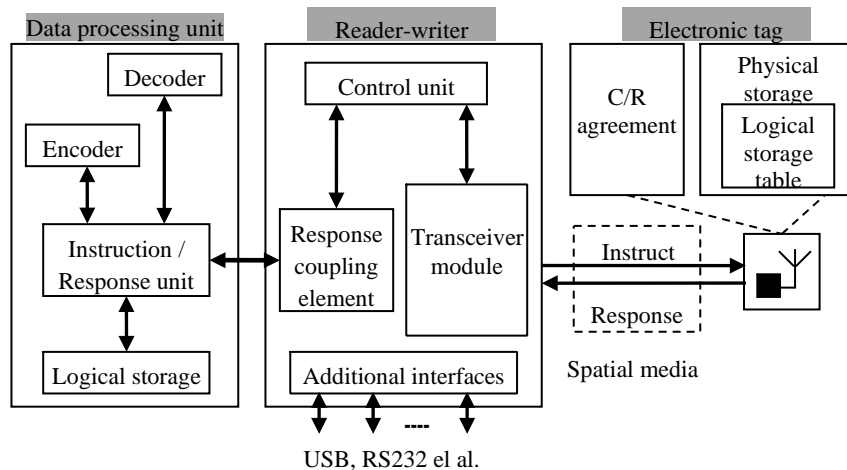 Data processing unit
Reader-writer
Electronic tag
Decoder
Encoder
Instruction /
Response unit
Logical storage
Control unit
Response
coupling
element
Transceiver
module
Additional interfaces
USB, RS232 el al.
C/R
agreement
Physical
storage
Logical
storage
table
Instruct
Response
Spatial media